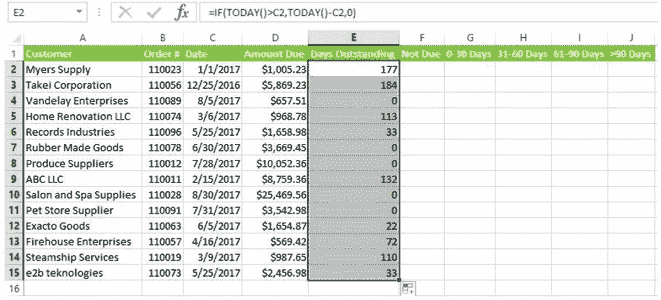 E2 fx =IF(TODAY()>C2,TODAY()-C2,0)
A B C D E F G H I J
1 Customer Order # Date Amount Due Days Outstanding Not Due 0-30 Days 31-60 Days 61-90 Days >90 Days
2 Myers Supply 110023 1/1/2017 $1,005.23 177
3 Takei Corporation 110056 12/25/2016 $5,869.23 184
4 Vandelay Enterprises 110089 8/5/2017 $657.51 0
5 Home Renovation LLC 110074 3/6/2017 $968.78 113
6 Records Industries 110096 5/25/2017 $1,658.98 33
7 Rubber Made Goods 110078 6/30/2017 $3,669.45 0
8 Produce Suppliers 110012 7/28/2017 $10,052.36 0
9 ABC LLC 110011 2/15/2017 $8,759.36 132
10 Salon and Spa Supplies 110028 8/30/2017 $25,469.56 0
11 Pet Store Supplier 110091 7/31/2017 $3,542.98 0
12 Exacto Goods 110063 6/5/2017 $1,654.87 22
13 Firehouse Enterprises 110057 4/16/2017 $569.42 72
14 Steamship Services 110019 3/9/2017 $987.65 110
15 e2b teknologies 110073 5/25/2017 $2,456.98 33
16